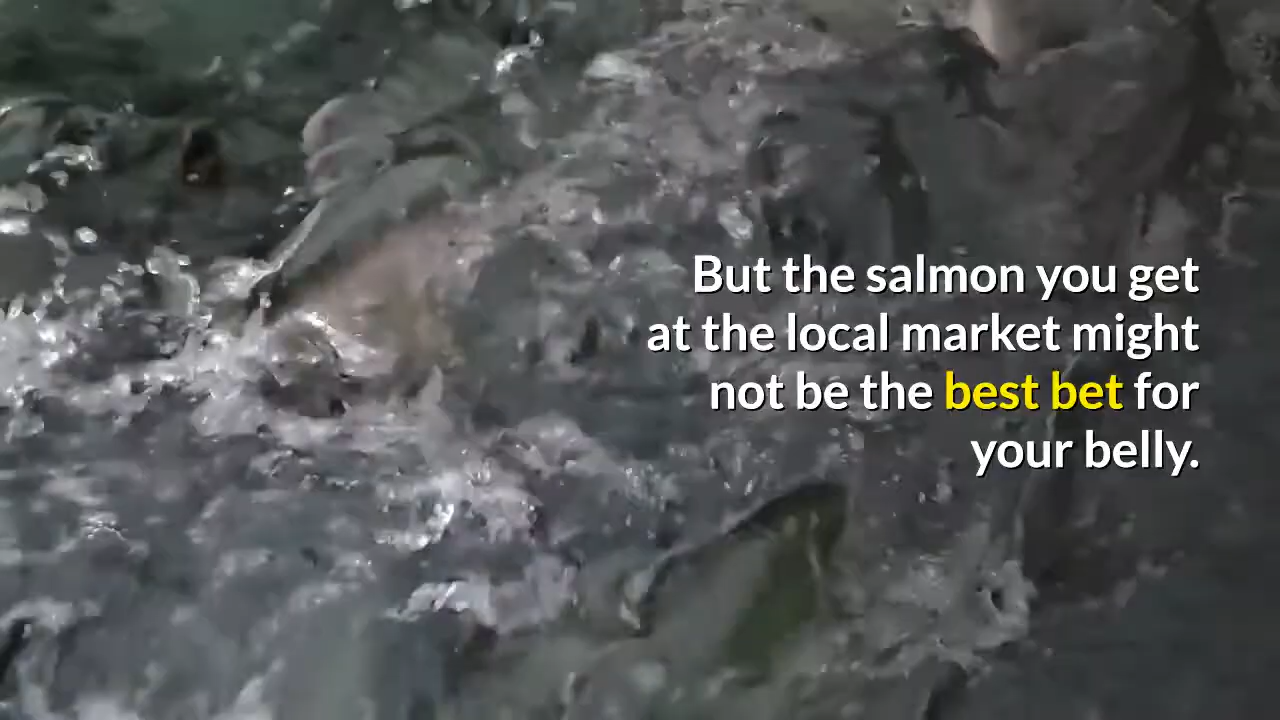 But the salmon you get
at the local market might
not be the best bet for
your belly.